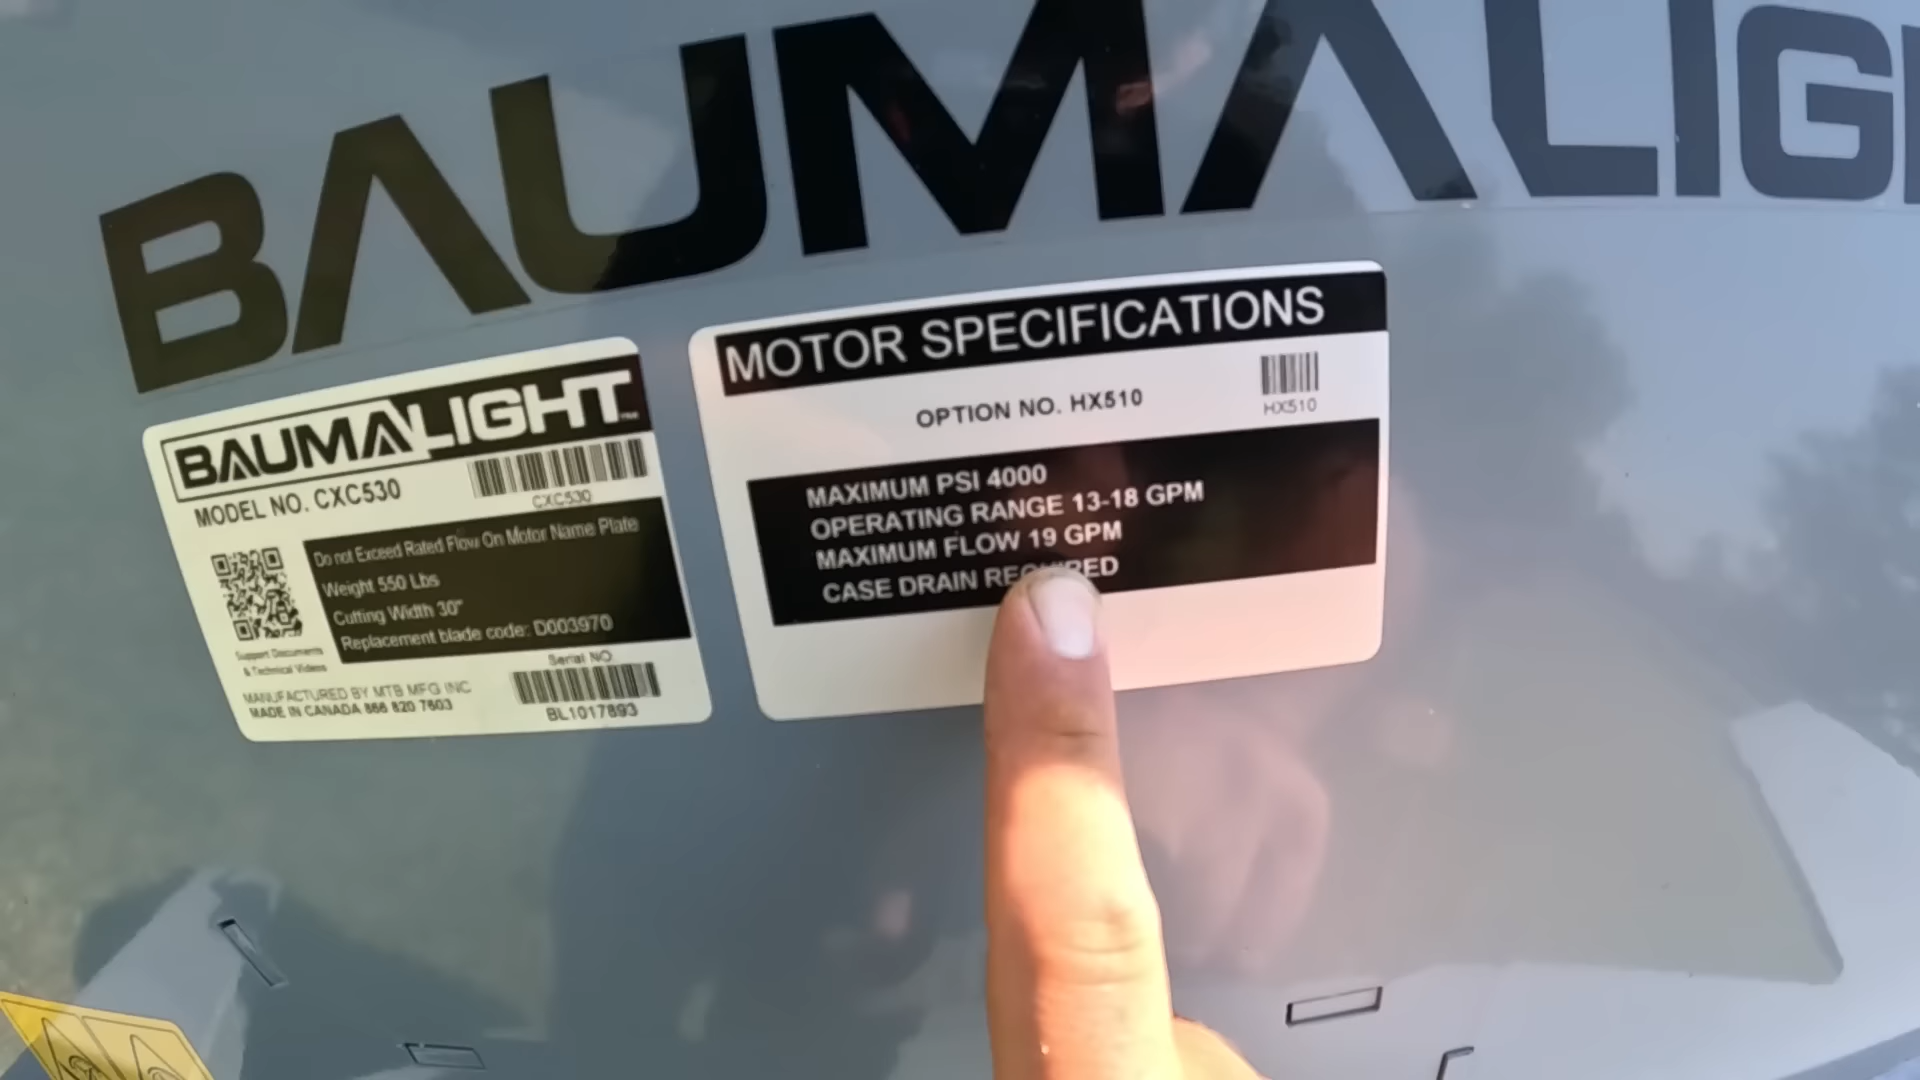 BAUMALIG
BAUMALIGHT
MODEL NO. CXC530
CXC530
Do not Exceed Rated Flow On Motor Name Plate
Weight 550 Lbs
Cutting Width 30"
Replacement blade code: D003970
Support Documents
& Technical Videos
Serial NO
MANUFACTURED BY MTB MFG INC
MADE IN CANADA 866 820 7603
BL1017893
MOTOR SPECIFICATIONS
OPTION NO. HX510
HX510
MAXIMUM PSI 4000
OPERATING RANGE 13-18 GPM
MAXIMUM FLOW 19 GPM
CASE DRAIN REQUIRED